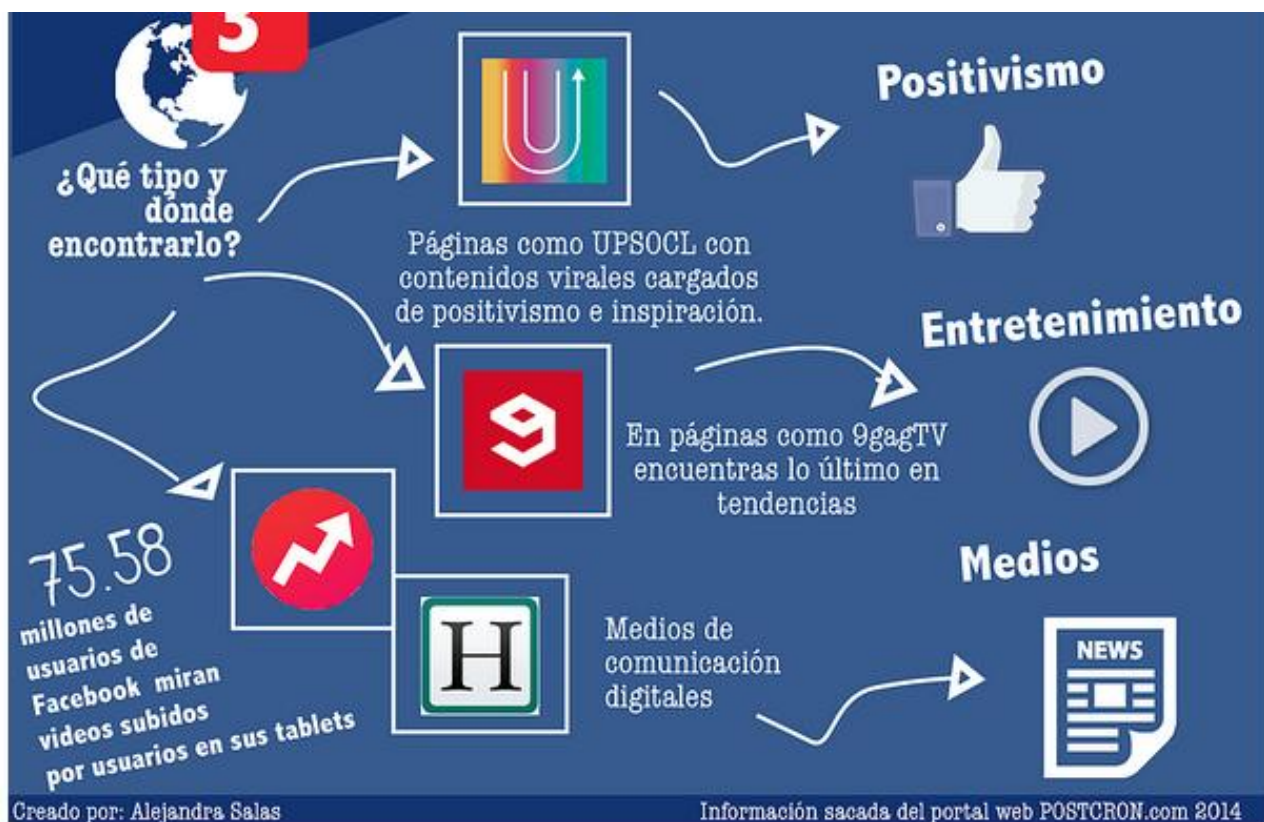 3
¿Qué tipo y
dónde
encontrarlo?
U
Positivismo
Páginas como UPSOCL con
contenidos virales cargados
de positivismo e inspiración.
9
Entretenimiento
En páginas como 9gagTV
encuentras lo último en
tendencias
75.58
millones de
usuarios de
Facebook miran
videos subidos
por usuarios en sus tablets
H
Medios de
comunicación
digitales
Medios
NEWS
Creado por: Alejandra Salas
Información sacada del portal web POSTCRON.com 2014